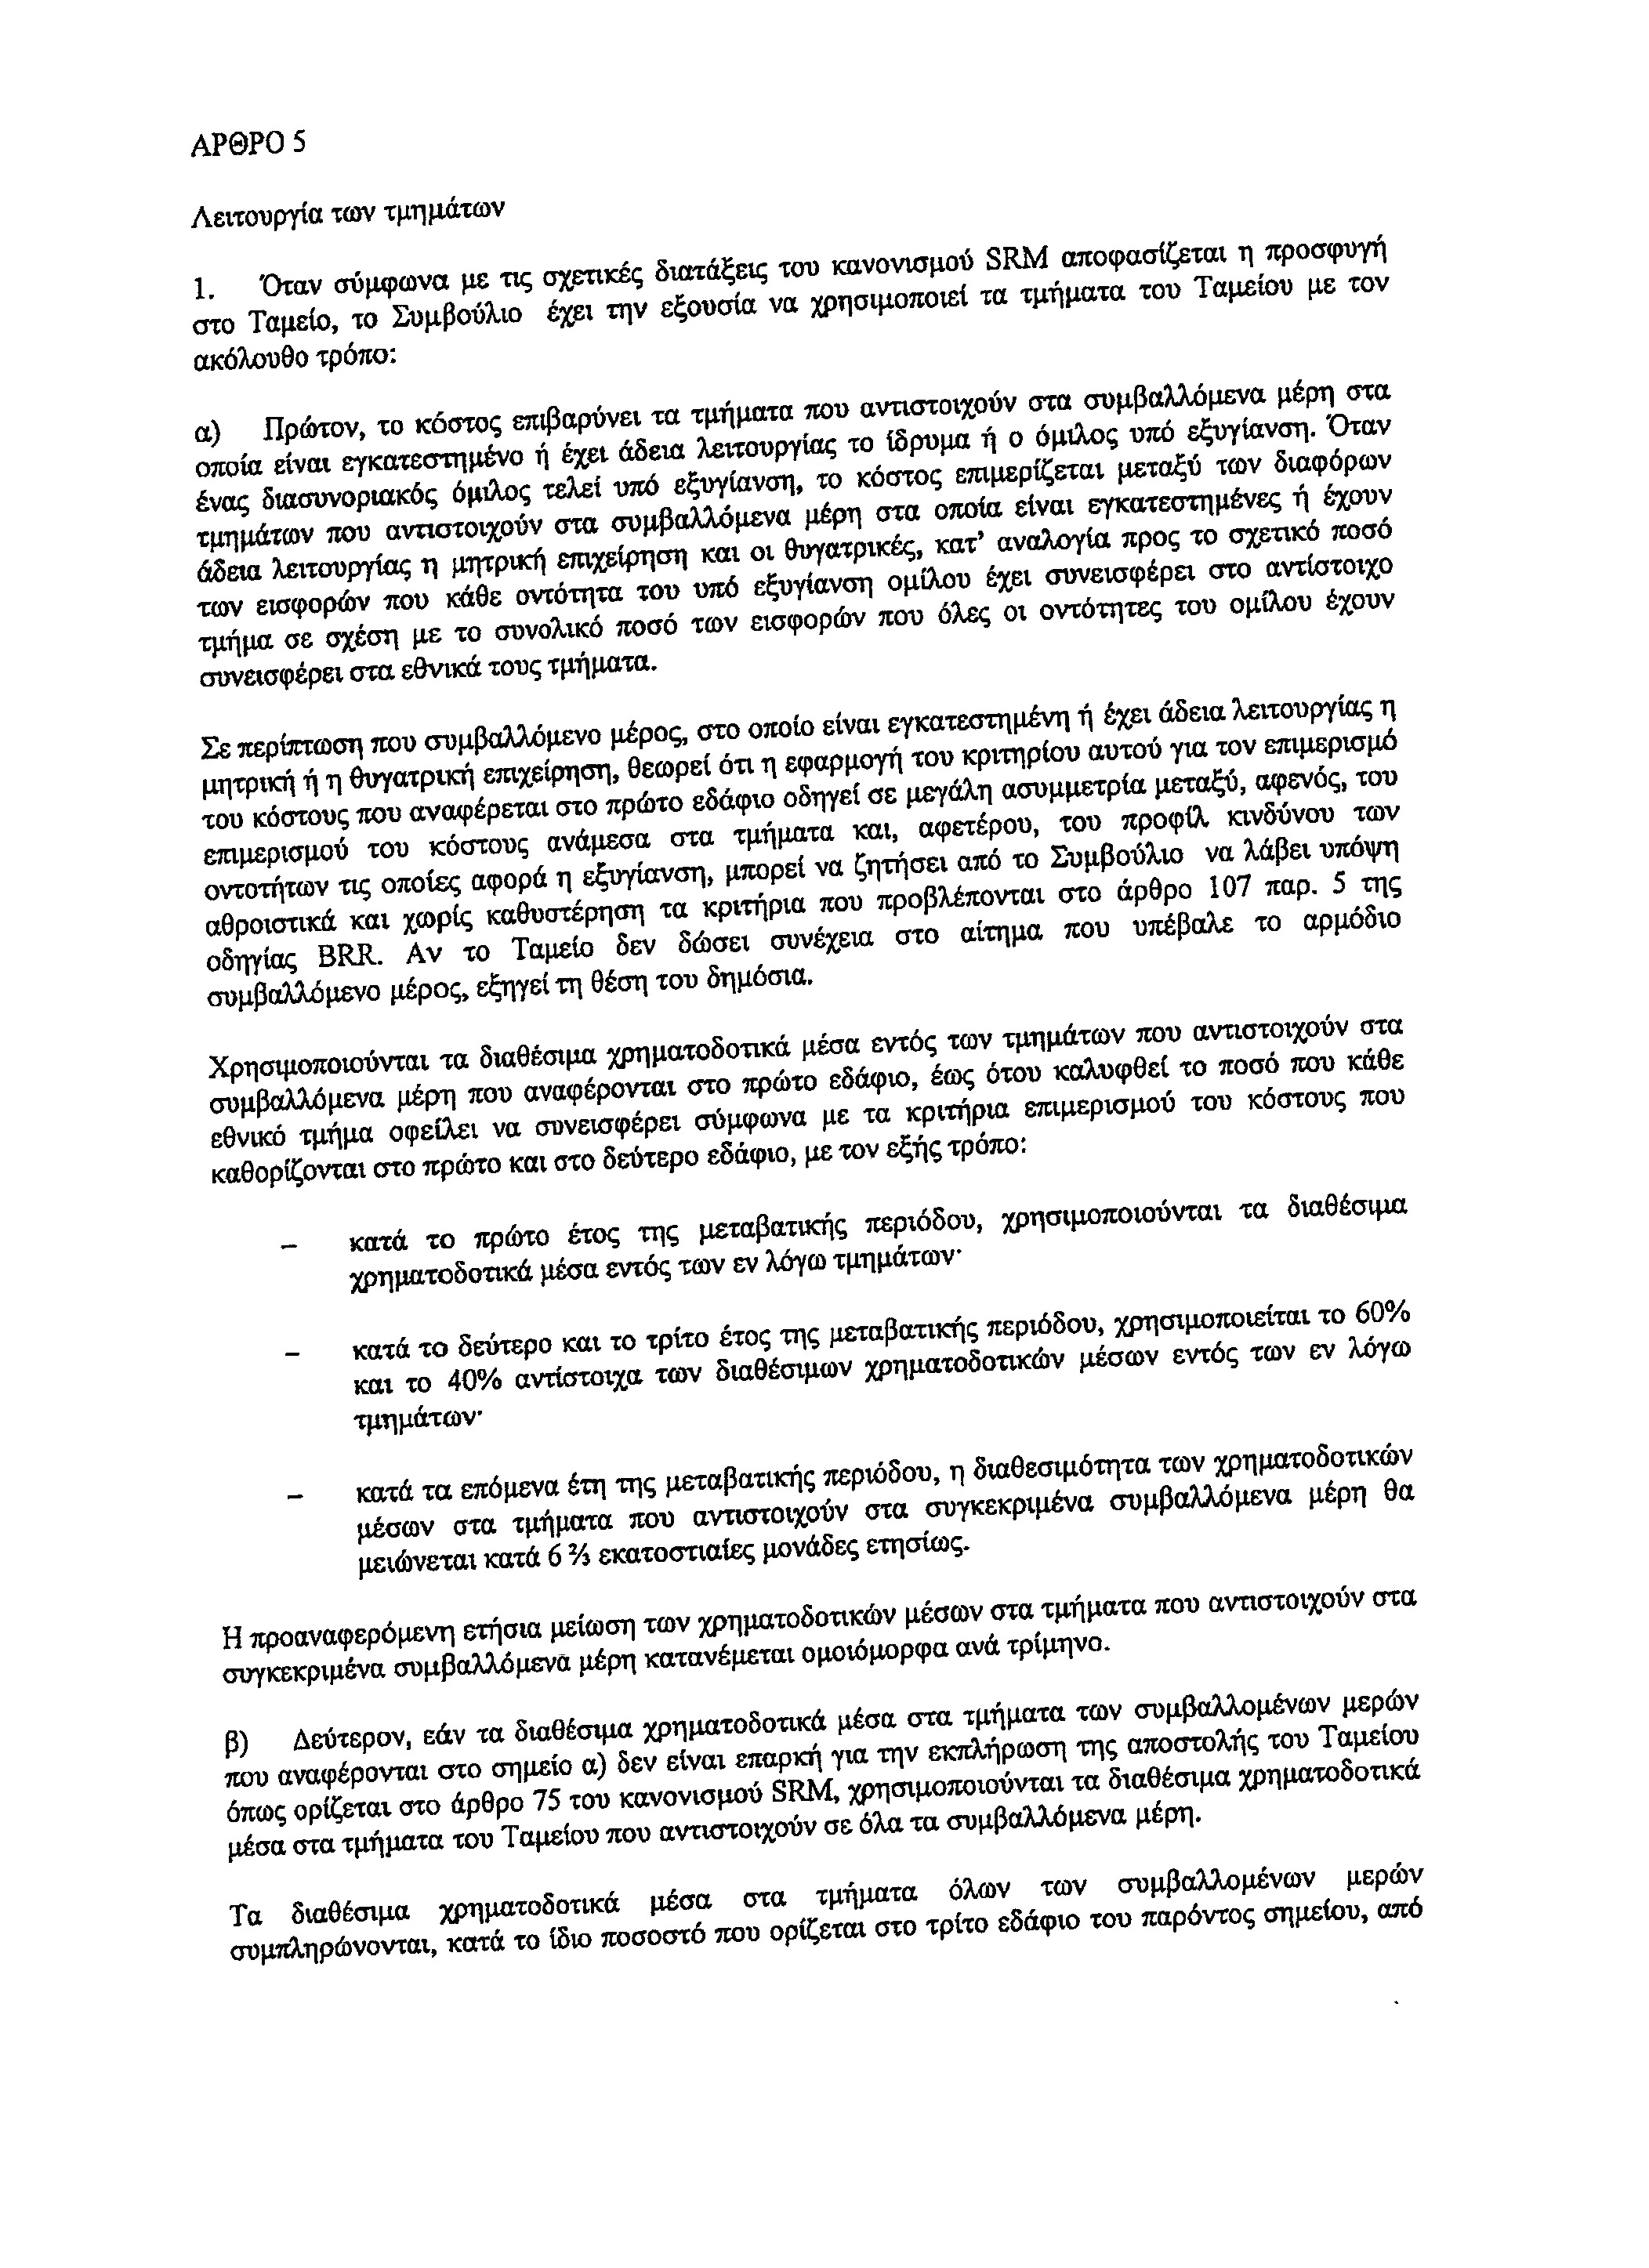 ΑΡΘΡΟ 5
Λειτουργία των τμημάτων
1. Όταν σύμφωνα με τις σχετικές διατάξεις του κανονισμού SRM αποφασίζεται η προσφυγή
στο Ταμείο, το Συμβούλιο έχει την εξουσία να χρησιμοποιεί τα τμήματα του Ταμείου με τον
ακόλουθο τρόπο:
α) Πρώτον, το κόστος επιβαρύνει τα τμήματα που αντιστοιχούν στα συμβαλλόμενα μέρη στα
οποία είναι εγκατεστημένο ή έχει άδεια λειτουργίας το ίδρυμα ή ο όμιλος υπό εξυγίανση. Όταν
ένας διασυνοριακός όμιλος τελεί υπό εξυγίανση, το κόστος επιμερίζεται μεταξύ των διαφόρων
τμημάτων που αντιστοιχούν στα συμβαλλόμενα μέρη στα οποία είναι εγκατεστημένες ή έχουν
άδεια λειτουργίας η μητρική επιχείρηση και οι θυγατρικές, κατ' αναλογία προς το σχετικό ποσό
των εισφορών που κάθε οντότητα του υπό εξυγίανση ομίλου έχει συνεισφέρει στο αντίστοιχο
τμήμα σε σχέση με το συνολικό ποσό των εισφορών που όλες οι οντότητες του ομίλου έχουν
συνεισφέρει στα εθνικά τους τμήματα.
Σε περίπτωση που συμβαλλόμενο μέρος, στο οποίο είναι εγκατεστημένη ή έχει άδεια λειτουργίας η
μητρική ή η θυγατρική επιχείρηση, θεωρεί ότι η εφαρμογή του κριτηρίου αυτού για τον επιμερισμό
του κόστους που αναφέρεται στο πρώτο εδάφιο οδηγεί σε μεγάλη ασυμμετρία μεταξύ, αφενός, του
επιμερισμού του κόστους ανάμεσα στα τμήματα και, αφετέρου, του προφίλ κινδύνου των
οντοτήτων τις οποίες αφορά η εξυγίανση, μπορεί να ζητήσει από το Συμβούλιο να λάβει υπόψη
αθροιστικά και χωρίς καθυστέρηση τα κριτήρια που προβλέπονται στο άρθρο 107 παρ. 5 της
οδηγίας BRR. Αν το Ταμείο δεν δώσει συνέχεια στο αίτημα που υπέβαλε το αρμόδιο
συμβαλλόμενο μέρος, εξηγεί τη θέση του δημόσια.
Χρησιμοποιούνται τα διαθέσιμα χρηματοδοτικά μέσα εντός των τμημάτων που αντιστοιχούν στα
συμβαλλόμενα μέρη που αναφέρονται στο πρώτο εδάφιο, έως ότου καλυφθεί το ποσό που κάθε
εθνικό τμήμα οφείλει να συνεισφέρει σύμφωνα με τα κριτήρια επιμερισμού του κόστους που
καθορίζονται στο πρώτο και στο δεύτερο εδάφιο, με τον εξής τρόπο:
– κατά το πρώτο έτος της μεταβατικής περιόδου, χρησιμοποιούνται τα διαθέσιμα
χρηματοδοτικά μέσα εντός των εν λόγω τμημάτων·
– κατά το δεύτερο και το τρίτο έτος της μεταβατικής περιόδου, χρησιμοποιείται το 60%
και το 40% αντίστοιχα των διαθέσιμων χρηματοδοτικών μέσων εντός των εν λόγω
τμημάτων·
– κατά τα επόμενα έτη της μεταβατικής περιόδου, η διαθεσιμότητα των χρηματοδοτικών
μέσων στα τμήματα που αντιστοιχούν στα συγκεκριμένα συμβαλλόμενα μέρη θα
μειώνεται κατά 6 ⅔ εκατοστιαίες μονάδες ετησίως.
Η προαναφερόμενη ετήσια μείωση των χρηματοδοτικών μέσων στα τμήματα που αντιστοιχούν στα
συγκεκριμένα συμβαλλόμενα μέρη κατανέμεται ομοιόμορφα ανά τρίμηνο.
β) Δεύτερον, εάν τα διαθέσιμα χρηματοδοτικά μέσα στα τμήματα των συμβαλλομένων μερών
που αναφέρονται στο σημείο α) δεν είναι επαρκή για την εκπλήρωση της αποστολής του Ταμείου
όπως ορίζεται στο άρθρο 75 του κανονισμού SRM, χρησιμοποιούνται τα διαθέσιμα χρηματοδοτικά
μέσα στα τμήματα του Ταμείου που αντιστοιχούν σε όλα τα συμβαλλόμενα μέρη.
Τα διαθέσιμα χρηματοδοτικά μέσα στα τμήματα όλων των συμβαλλομένων μερών
συμπληρώνονται, κατά το ίδιο ποσοστό που ορίζεται στο τρίτο εδάφιο του παρόντος σημείου, από